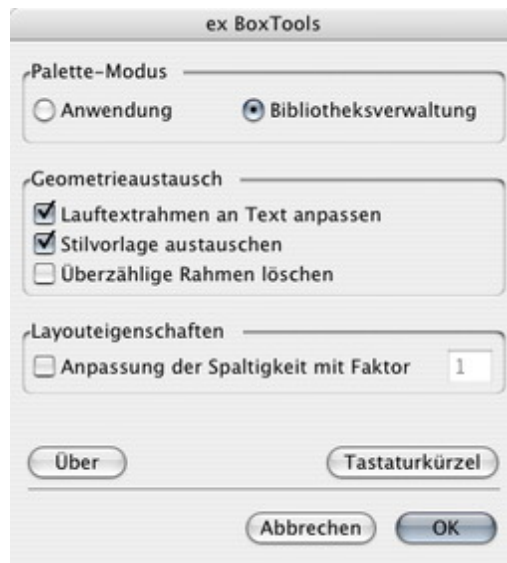 ex BoxTools
Palette-Modus
Anwendung Bibliotheksverwaltung
Geometrieaustausch
Lauftextrahmen an Text anpassen
Stilvorlage austauschen
Überzählige Rahmen löschen
Layouteigenschaften
Anpassung der Spaltigkeit mit Faktor 1
Über Tastaturkürzel
Abbrechen OK